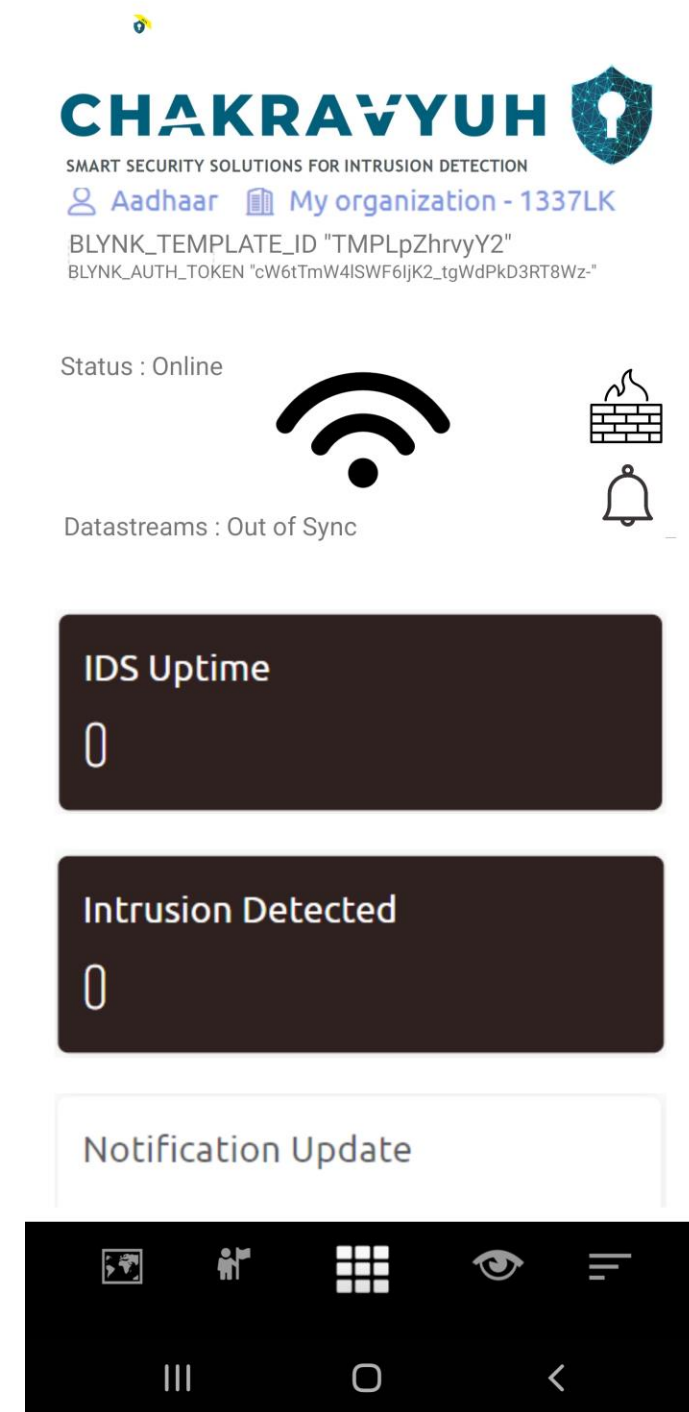 CHAKRAVYUH
SMART SECURITY SOLUTIONS FOR INTRUSION DETECTION
Aadhaar My organization - 1337LK
BLYNK_TEMPLATE_ID "TMPLpZhrvyY2"
BLYNK_AUTH_TOKEN "cW6tTmW4lSWF6IjK2_tgWdPkD3RT8Wz-"
Status : Online
Datastreams : Out of Sync
IDS Uptime
0
Intrusion Detected
0
Notification Update